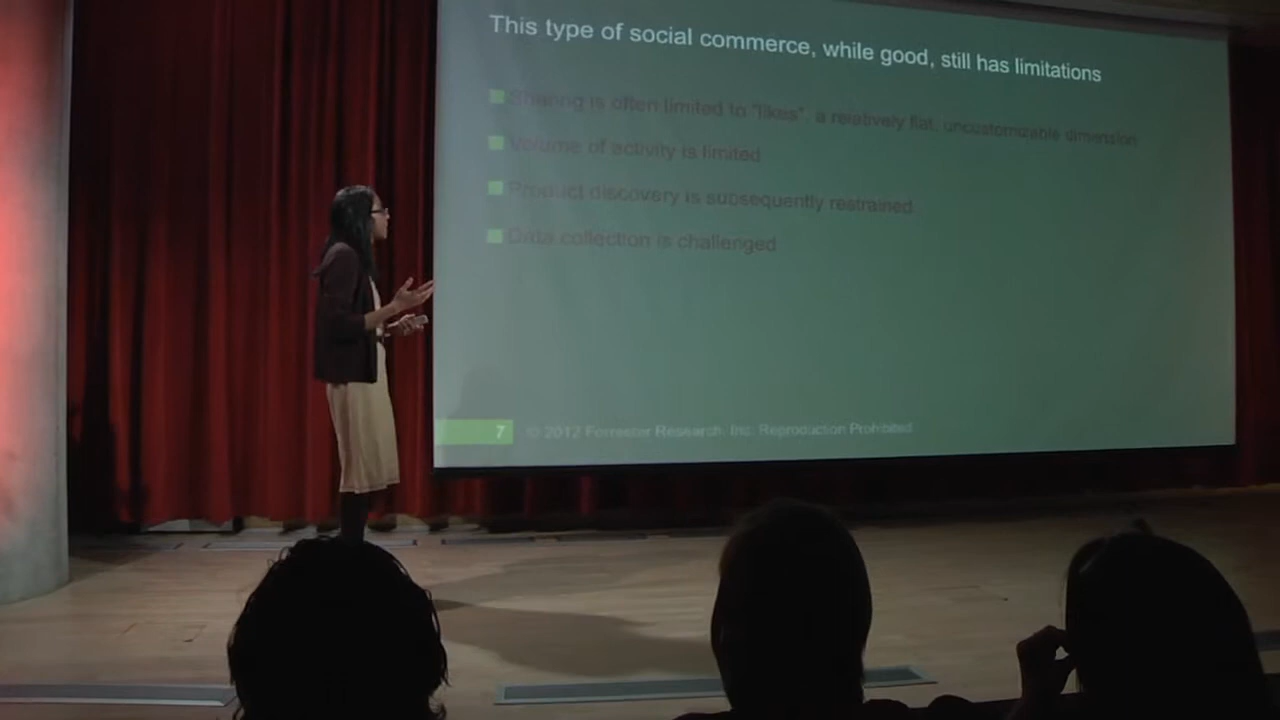 This type of social commerce, while good, still has limitations
Sharing is often limited to "likes", a relatively flat, uncustomizable dimension
Volume of activity is limited
Product discovery is subsequently restrained
Data collection is challenged
7 © 2012 Forrester Research, Inc. Reproduction Prohibited